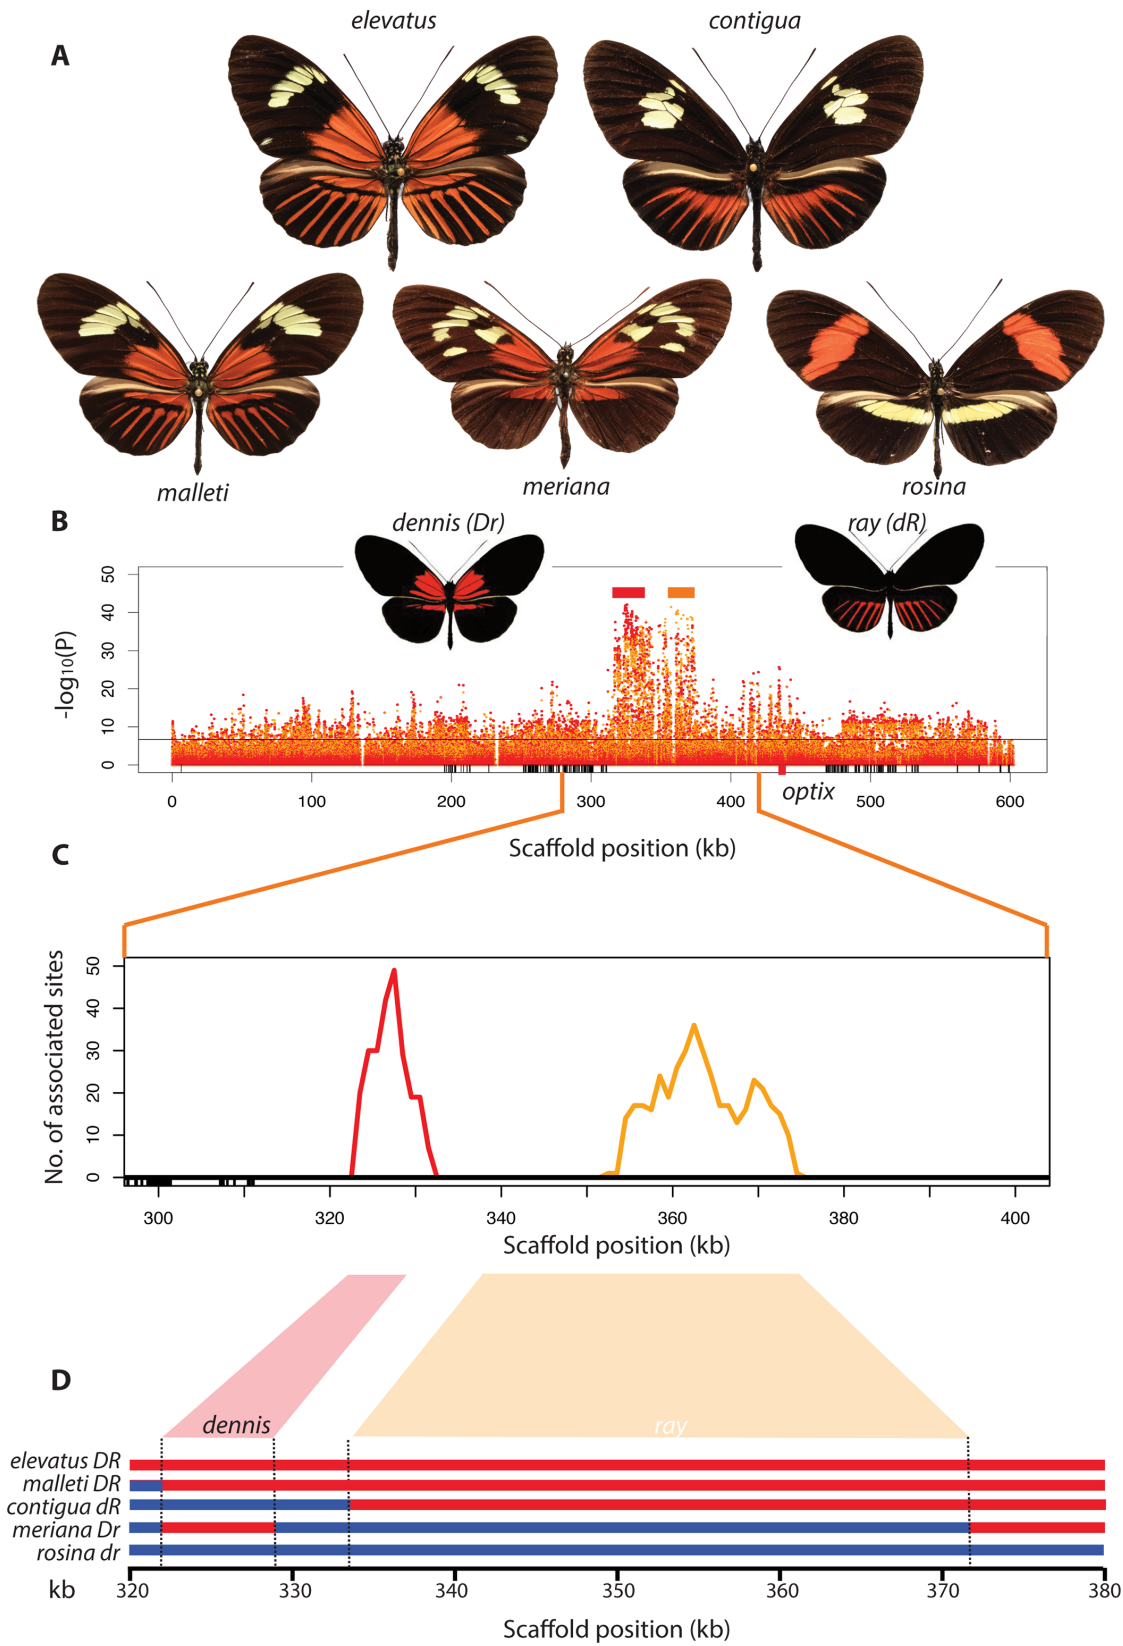 elevatus
contigua
A
malleti
meriana
rosina
B
dennis (Dr)
ray (dR)
-log10(P)
50
40
30
20
10
0
optix
0 100 200 300 400 500 600
Scaffold position (kb)
C
No. of associated sites
50
40
30
20
10
0
300 320 340 360 380 400
Scaffold position (kb)
D
dennis
ray
elevatus DR
malleti DR
contigua dR
meriana Dr
rosina dr
kb
320 330 340 350 360 370 380
Scaffold position (kb)